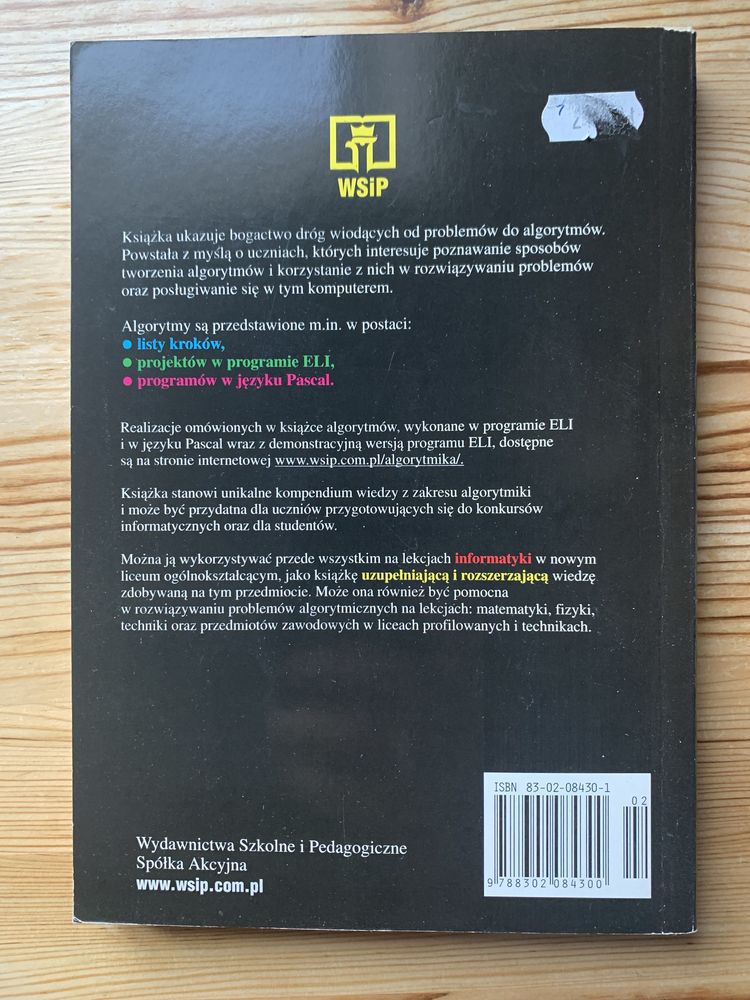 7
WSiP
Książka ukazuje bogactwo dróg wiodących od problemów do algorytmów.
Powstała z myślą o uczniach, których interesuje poznawanie sposobów
tworzenia algorytmów i korzystanie z nich w rozwiązywaniu problemów
oraz posługiwanie się w tym komputerem.
Algorytmy są przedstawione m.in. w postaci:
● listy kroków,
● projektów w programie ELI,
● programów w języku Pascal.
Realizacje omówionych w książce algorytmów, wykonane w programie ELI
i w języku Pascal wraz z demonstracyjną wersją programu ELI, dostępne
są na stronie internetowej www.wsip.com.pl/algorytmika/.
Książka stanowi unikalne kompendium wiedzy z zakresu algorytmiki
i może być przydatna dla uczniów przygotowujących się do konkursów
informatycznych oraz dla studentów.
Można ją wykorzystywać przede wszystkim na lekcjach informatyki w nowym
liceum ogólnokształcącym, jako książkę uzupełniającą i rozszerzającą wiedzę
zdobywaną na tym przedmiocie. Może ona również być pomocna
w rozwiązywaniu problemów algorytmicznych na lekcjach: matematyki, fizyki,
techniki oraz przedmiotów zawodowych w liceach profilowanych i technikach.
Wydawnictwa Szkolne i Pedagogiczne
Spółka Akcyjna
www.wsip.com.pl
ISBN 83-02-08430-1
02
9 788302 084300